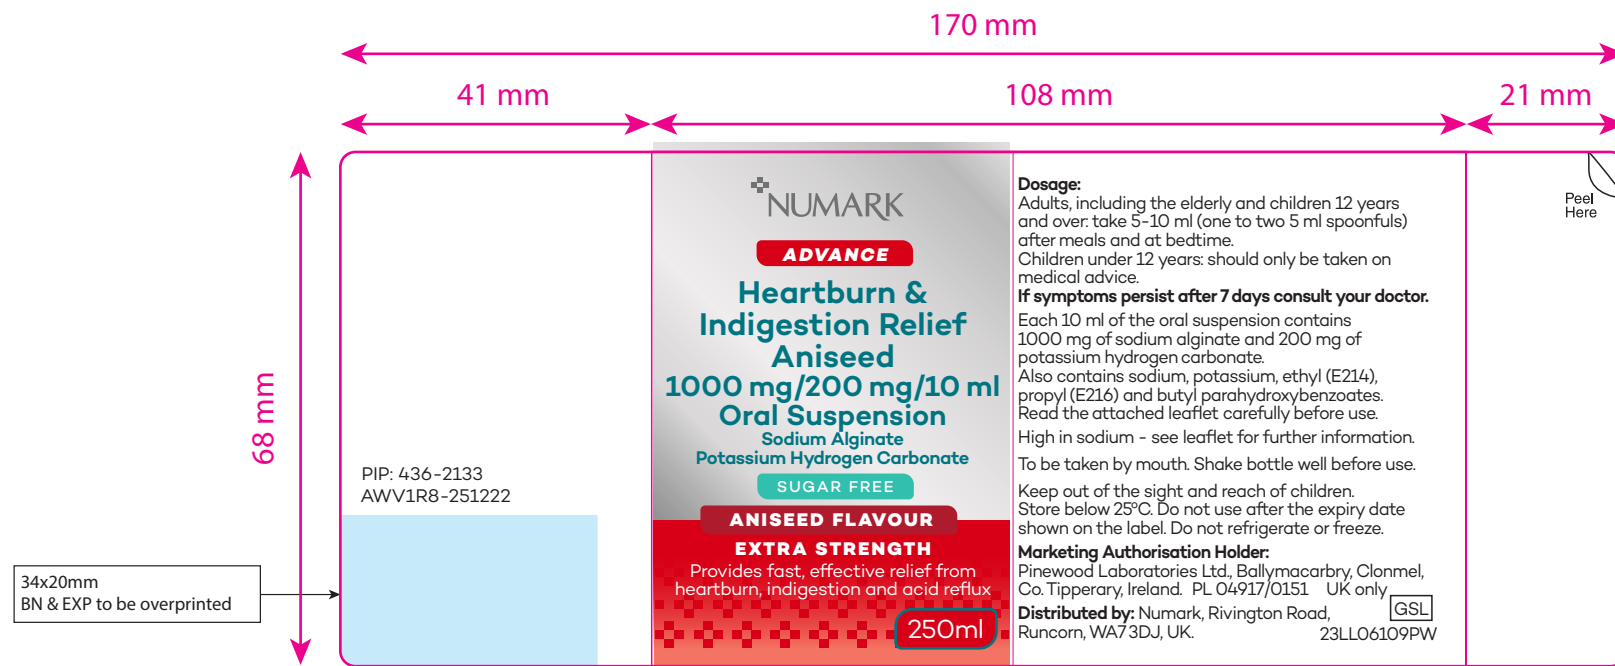 170 mm
41 mm
108 mm
21 mm
68 mm
PIP: 436-2133
AWV1R8-251222
34x20mm
BN & EXP to be overprinted
NUMARK
ADVANCE
Heartburn &
Indigestion Relief
Aniseed
1000 mg/200 mg/10 ml
Oral Suspension
Sodium Alginate
Potassium Hydrogen Carbonate
SUGAR FREE
ANISEED FLAVOUR
EXTRA STRENGTH
Provides fast, effective relief from
heartburn, indigestion and acid reflux
250ml
Dosage:
Adults, including the elderly and children 12 years
and over: take 5-10 ml (one to two 5 ml spoonfuls)
after meals and at bedtime.
Children under 12 years: should only be taken on
medical advice.
If symptoms persist after 7 days consult your doctor.
Each 10 ml of the oral suspension contains
1000 mg of sodium alginate and 200 mg of
potassium hydrogen carbonate.
Also contains sodium, potassium, ethyl (E214),
propyl (E216) and butyl parahydroxybenzoates.
Read the attached leaflet carefully before use.
High in sodium - see leaflet for further information.
To be taken by mouth. Shake bottle well before use.
Keep out of the sight and reach of children.
Store below 25°C. Do not use after the expiry date
shown on the label. Do not refrigerate or freeze.
Marketing Authorisation Holder:
Pinewood Laboratories Ltd., Ballymacarbry, Clonmel,
Co. Tipperary, Ireland. PL 04917/0151 UK only
GSL
Distributed by: Numark, Rivington Road,
Runcorn, WA7 3DJ, UK.
23LL06109PW
Peel
Here